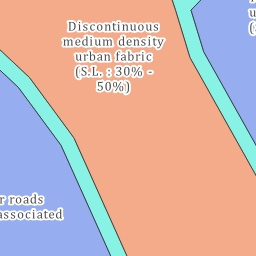 Discontinuous
medium density
urban fabric
(S.L. : 30% -
50%)
r roads
associated